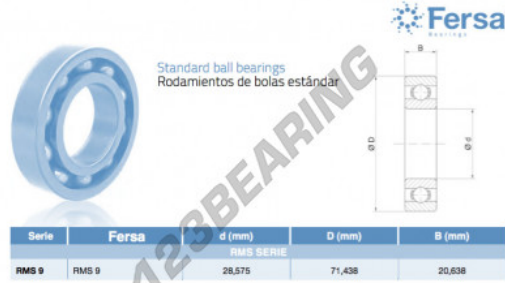 Fersa
Bearings
Standard ball bearings
Rodamientos de bolas estándar
B
Ø D
Ø d
123BEARING
Serie Fersa d (mm) D (mm) B (mm)
RMS SERIE
RMS 9 RMS 9 28,575 71,438 20,638